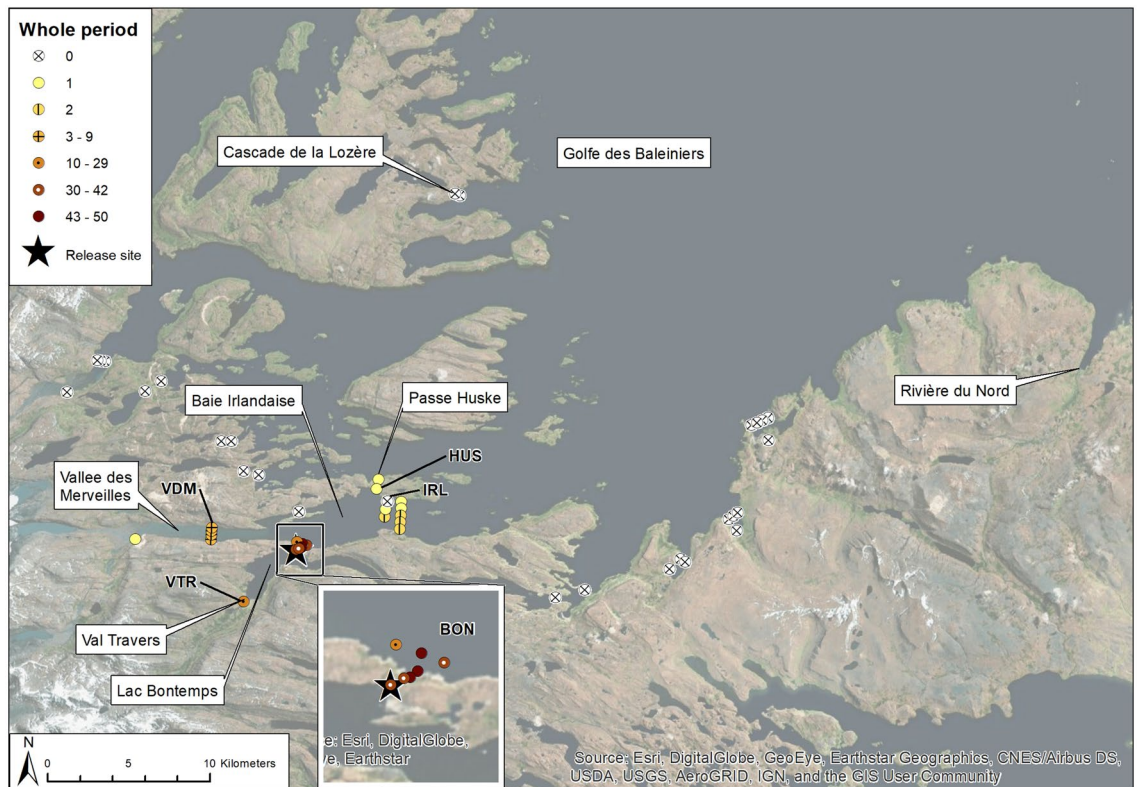 Whole period
0
1
2
3 - 9
10 - 29
30 - 42
43 - 50
Release site
Cascade de la Lozère
Golfe des Baleiniers
Rivière du Nord
Baie Irlandaise
Passe Huske
HUS
IRL
Vallee des
Merveilles
VDM
VTR
Val Travers
Lac Bontemps
BON
e: Esri, DigitalGlobe,
ye, Earthstar
N
0 5 10 Kilometers
Source: Esri, DigitalGlobe, GeoEye, Earthstar Geographics, CNES/Airbus DS,
USDA, USGS, AeroGRID, IGN, and the GIS User Community